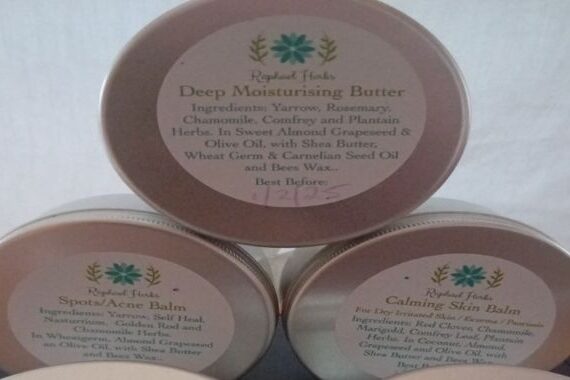 Raphael Herbs
Deep Moisturising Butter
Ingredients: Yarrow, Rosemary,
Chamomile, Comfrey and Plantain
Herbs. In Sweet Almond Grapeseed &
Olive Oil, with Shea Butter,
Wheat Germ & Carnelian Seed Oil
and Bees Wax..
Best Before:
1/2/25
Raphael Herbs
Spots/Acne Balm
Ingredients: Yarrow, Self Heal,
Nasturtium, Golden Rod and
Chamomile Herbs.
In Wheatgerm, Almond Grapeseed
an Olive Oil, with Shea Butter
and Bees Wax..
Raphael Herbs
Calming Skin Balm
For Dry Irritated Skin / Eczema / Psoriasis
Ingredients: Red Clover, Chamomile,
Marigold, Comfrey Leaf, Plantain
Herbs. In Coconut, Almond,
Grapeseed and Olive Oil, with
Shea Butter and Bees Wax..